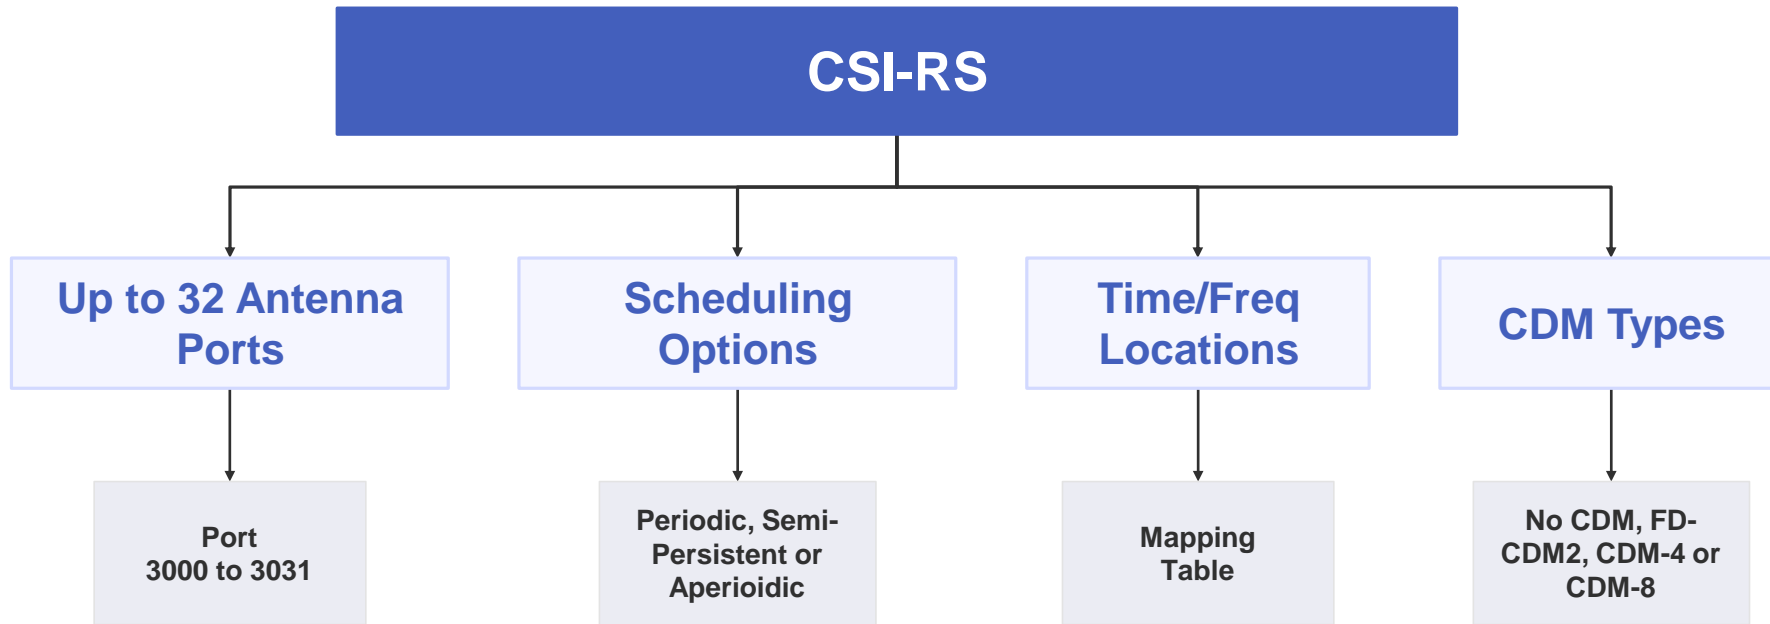 CSI-RS
Up to 32 Antenna
Ports
Scheduling
Options
Time/Freq
Locations
CDM Types
Port
3000 to 3031
Periodic, Semi-
Persistent or
Aperioidic
Mapping
Table
No CDM, FD-
CDM2, CDM-4 or
CDM-8